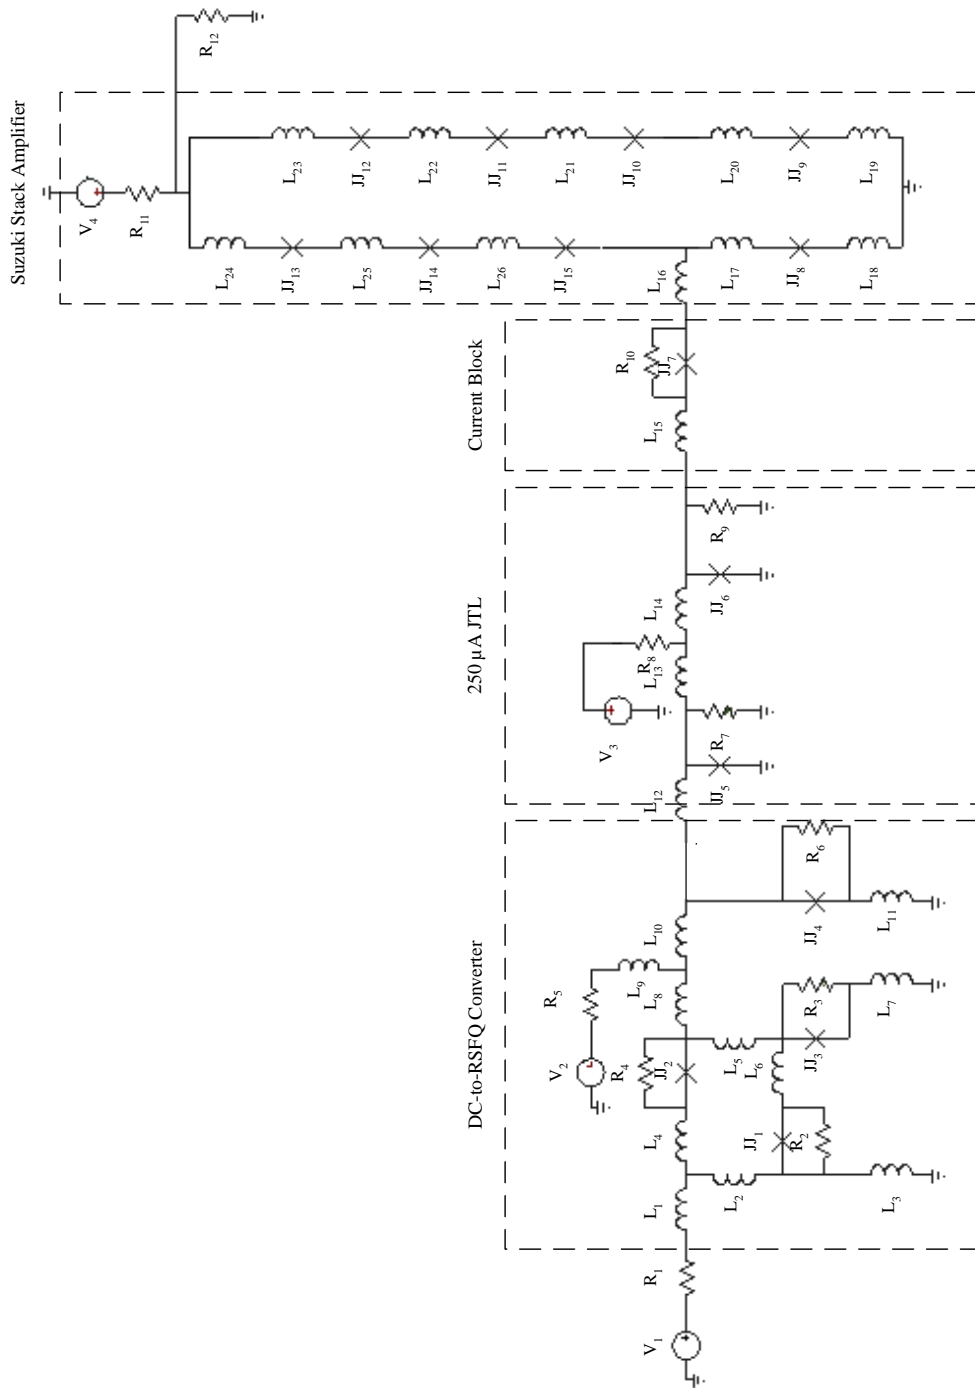 Suzuki Stack Amplifier
Current Block
250 μA JTL
DC-to-RSFQ Converter
V₄
R₁₁
R₁₂
L₂₃
JJ₁₂
L₂₂
JJ₁₁
L₂₁
JJ₁₀
L₂₀
JJ₉
L₁₉
L₂₄
JJ₁₃
L₂₅
JJ₁₄
L₂₆
JJ₁₅
L₁₆
L₁₇
JJ₈
L₁₈
R₁₀
JJ₇
L₁₅
R₉
JJ₆
L₁₄
R₈
L₁₃
V₃
R₇
JJ₅
L₁₂
R₆
JJ₄
L₁₁
L₁₀
L₉
L₈
R₅
V₂
R₄
JJ₂
L₅
L₆
R₃
JJ₃
L₇
L₄
JJ₁
R₂
L₂
L₃
L₁
R₁
V₁